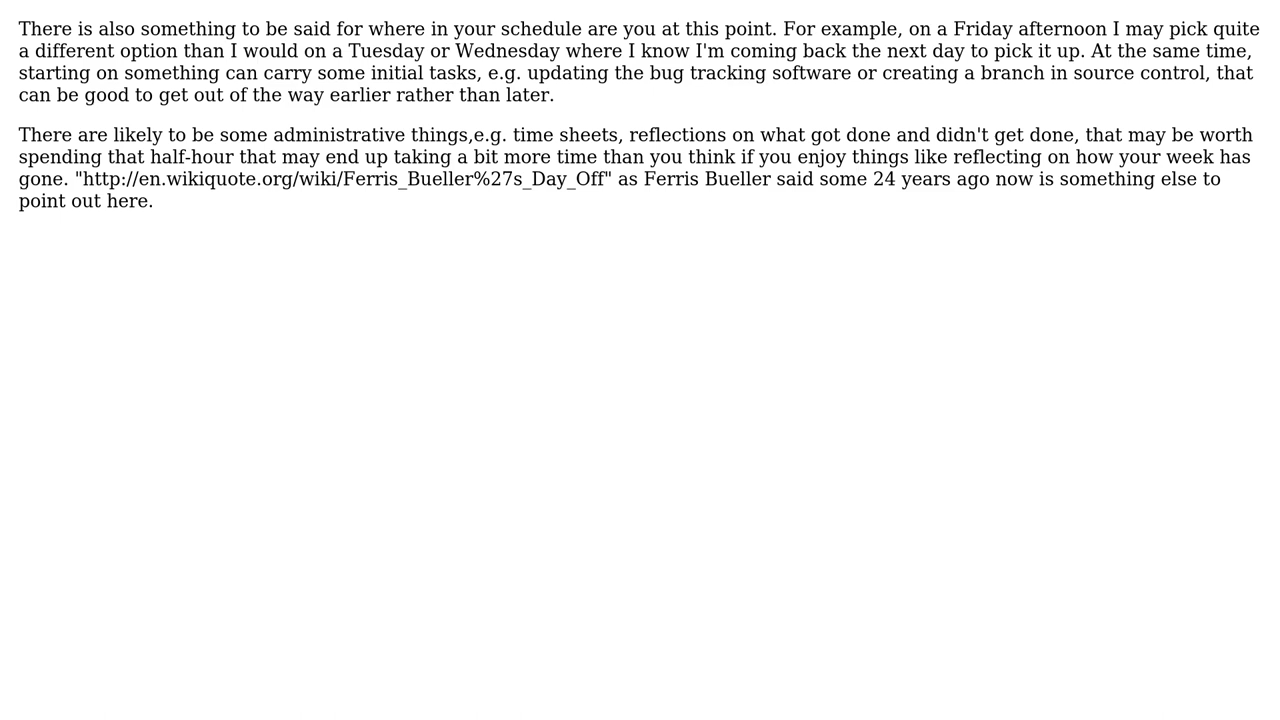 There is also something to be said for where in your schedule are you at this point. For example, on a Friday afternoon I may pick quite
a different option than I would on a Tuesday or Wednesday where I know I'm coming back the next day to pick it up. At the same time,
starting on something can carry some initial tasks, e.g. updating the bug tracking software or creating a branch in source control, that
can be good to get out of the way earlier rather than later.
There are likely to be some administrative things,e.g. time sheets, reflections on what got done and didn't get done, that may be worth
spending that half-hour that may end up taking a bit more time than you think if you enjoy things like reflecting on how your week has
gone. "http://en.wikiquote.org/wiki/Ferris_Bueller%27s_Day_Off" as Ferris Bueller said some 24 years ago now is something else to
point out here.